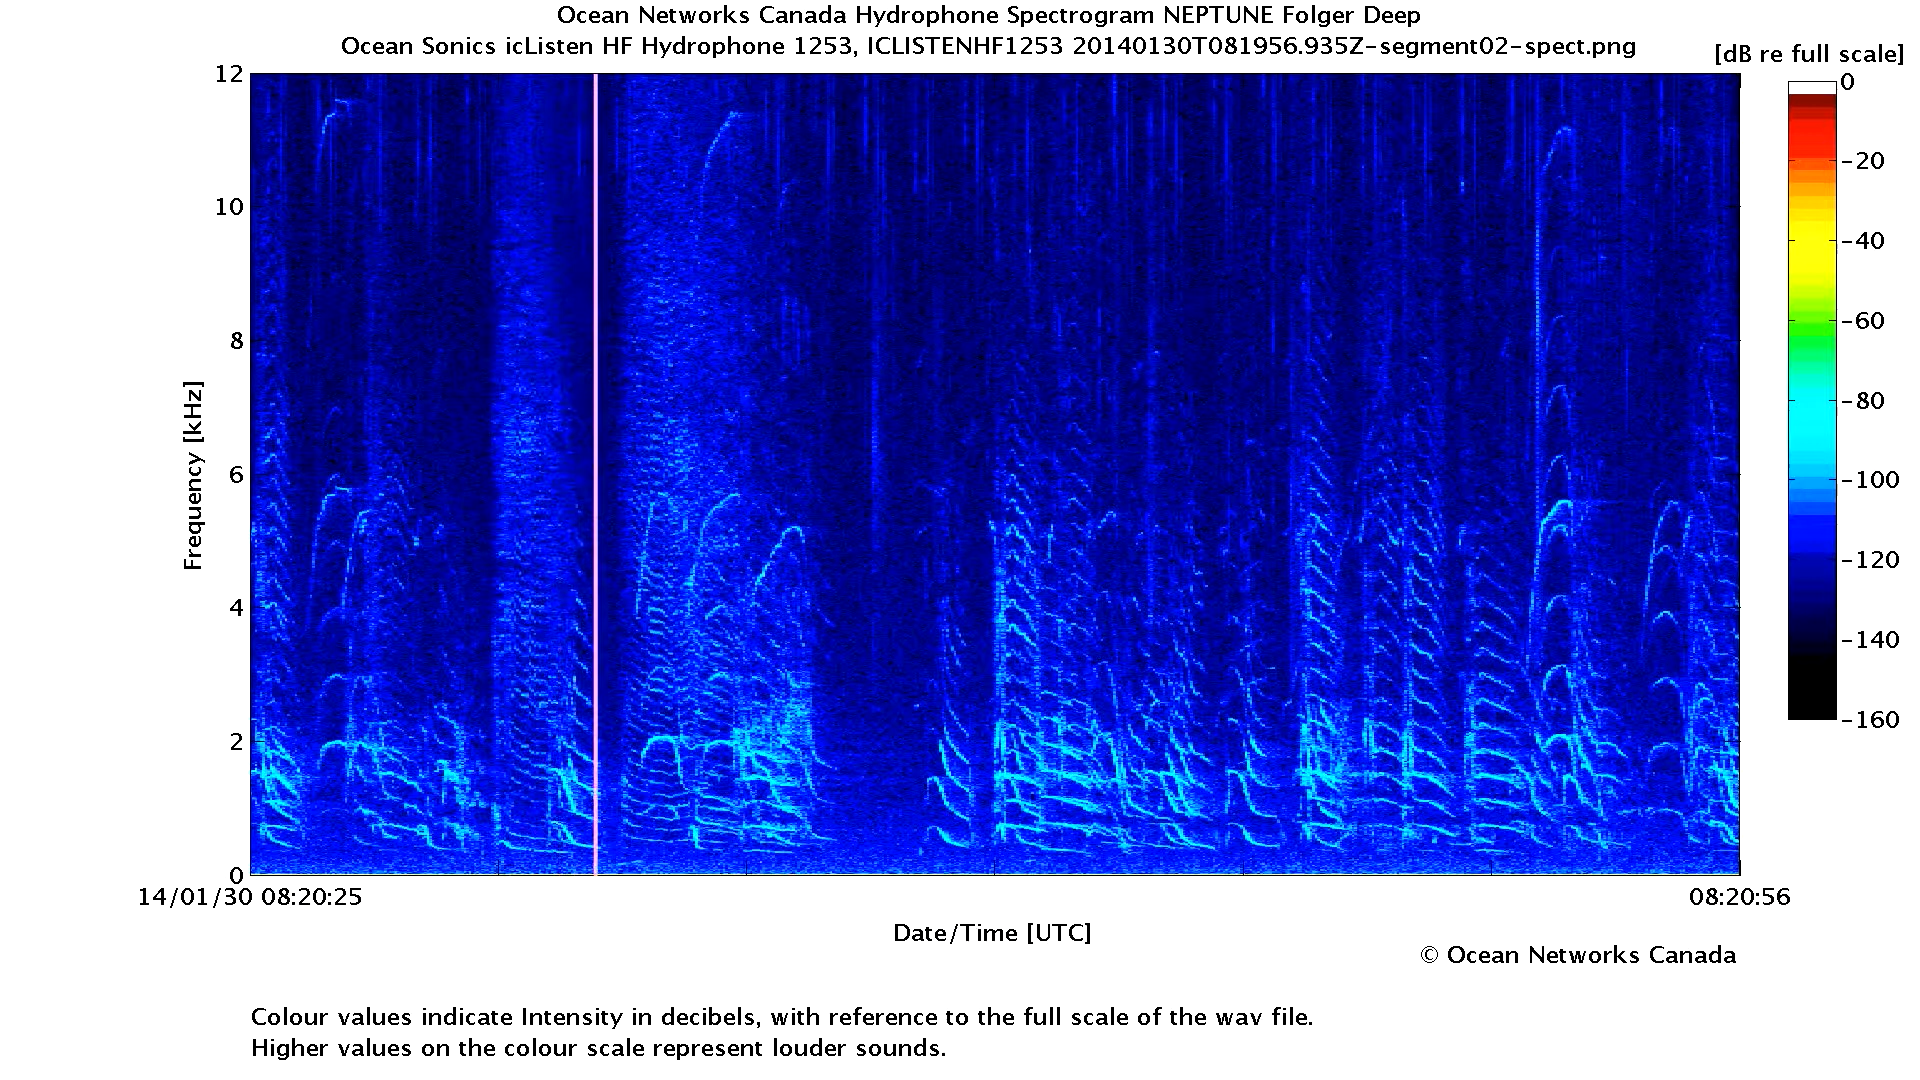 Ocean Networks Canada Hydrophone Spectrogram NEPTUNE Folger Deep
Ocean Sonics icListen HF Hydrophone 1253, ICLISTENHF1253 20140130T081956.935Z-segment02-spect.png
[dB re full scale]
12
10
8
6
4
2
0
Frequency [kHz]
0
-20
-40
-60
-80
-100
-120
-140
-160
14/01/30 08:20:25
08:20:56
Date/Time [UTC]
© Ocean Networks Canada
Colour values indicate Intensity in decibels, with reference to the full scale of the wav file.
Higher values on the colour scale represent louder sounds.